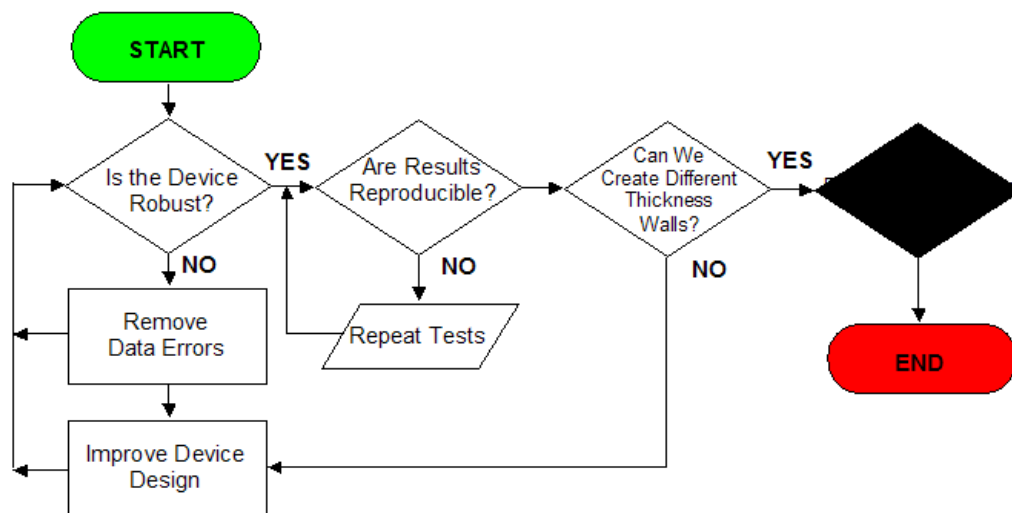 START
Is the Device
Robust?
YES
Are Results
Reproducible?
Can We
Create Different
Thickness
Walls?
YES
NO
Remove
Data Errors
NO
Repeat Tests
NO
END
Improve Device
Design